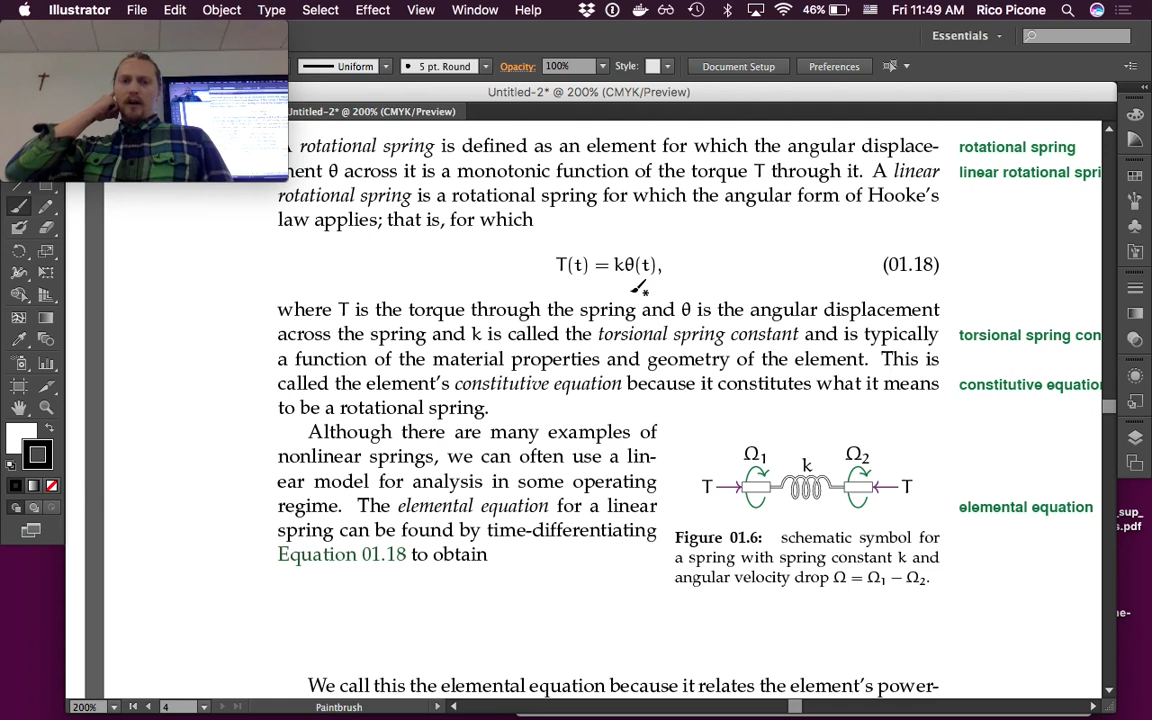 Illustrator File Edit Object Type Select Effect View Window Help 46% Fri 11:49 AM Rico Picone
Essentials
Uniform 5 pt. Round Opacity: 100% Style: Document Setup Preferences
Untitled-2* @ 200% (CMYK/Preview)
Untitled-2* @ 200% (CMYK/Preview)
rotational spring is defined as an element for which the angular displace-
rotational spring
ment θ across it is a monotonic function of the torque T through it. A linear
linear rotational spri
rotational spring is a rotational spring for which the angular form of Hooke's
law applies; that is, for which
T(t) = kθ(t), (01.18)
where T is the torque through the spring and θ is the angular displacement
across the spring and k is called the torsional spring constant and is typically
torsional spring con
a function of the material properties and geometry of the element. This is
called the element's constitutive equation because it constitutes what it means
constitutive equation
to be a rotational spring.
Although there are many examples of
nonlinear springs, we can often use a lin-
ear model for analysis in some operating
regime. The elemental equation for a linear
elemental equation
spring can be found by time-differentiating
Equation 01.18 to obtain
Ω₁ k Ω₂
T T
Figure 01.6: schematic symbol for
a spring with spring constant k and
angular velocity drop Ω = Ω₁ − Ω₂.
We call this the elemental equation because it relates the element's power-
_sup_
s.pdf
me-
200% 4 Paintbrush